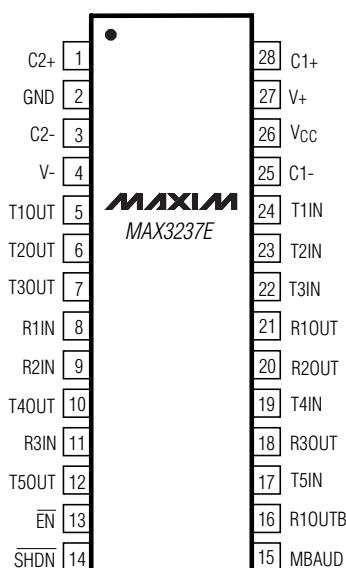 C2+ 1 28 C1+
GND 2 27 V+
C2- 3 26 VCC
V- 4 25 C1-
MAXIM
T1OUT 5 24 T1IN
MAX3237E
T2OUT 6 23 T2IN
T3OUT 7 22 T3IN
R1IN 8 21 R1OUT
R2IN 9 20 R2OUT
T4OUT 10 19 T4IN
R3IN 11 18 R3OUT
T5OUT 12 17 T5IN
EN 13 16 R1OUTB
SHDN 14 15 MBAUD